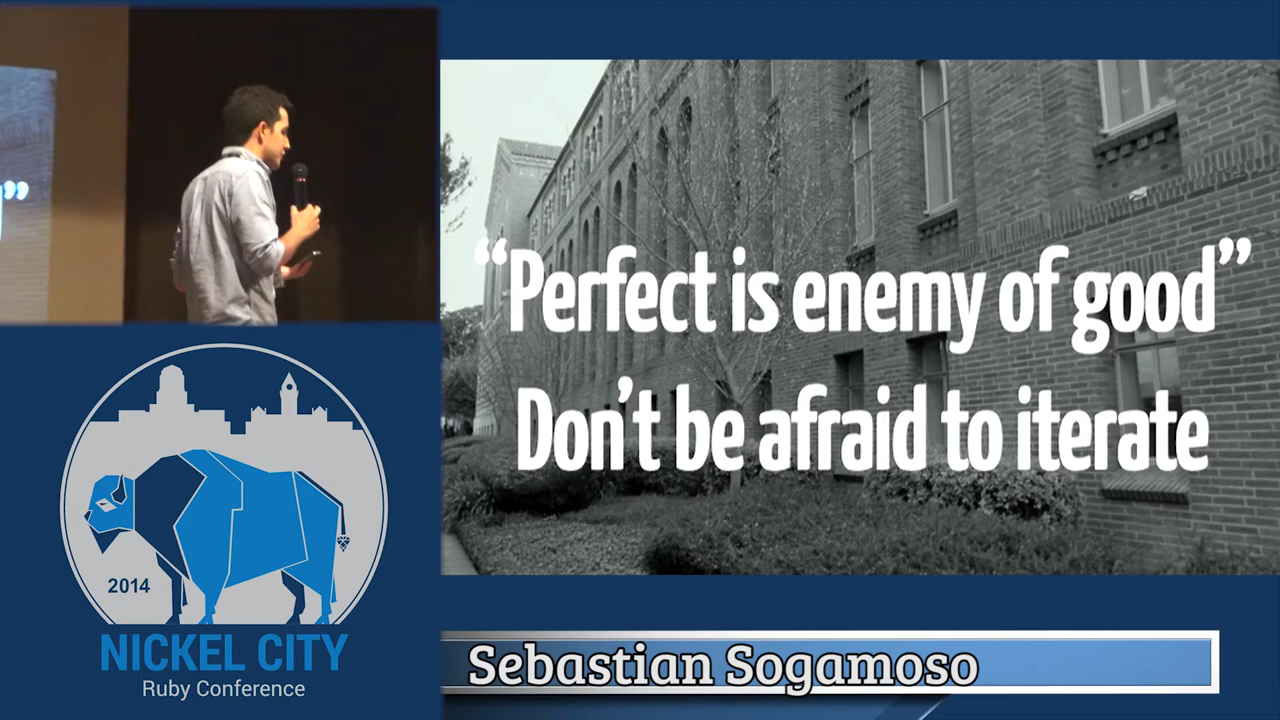 ”
“Perfect is enemy of good”
Don’t be afraid to iterate
2014
NICKEL CITY
Ruby Conference
Sebastian Sogamoso